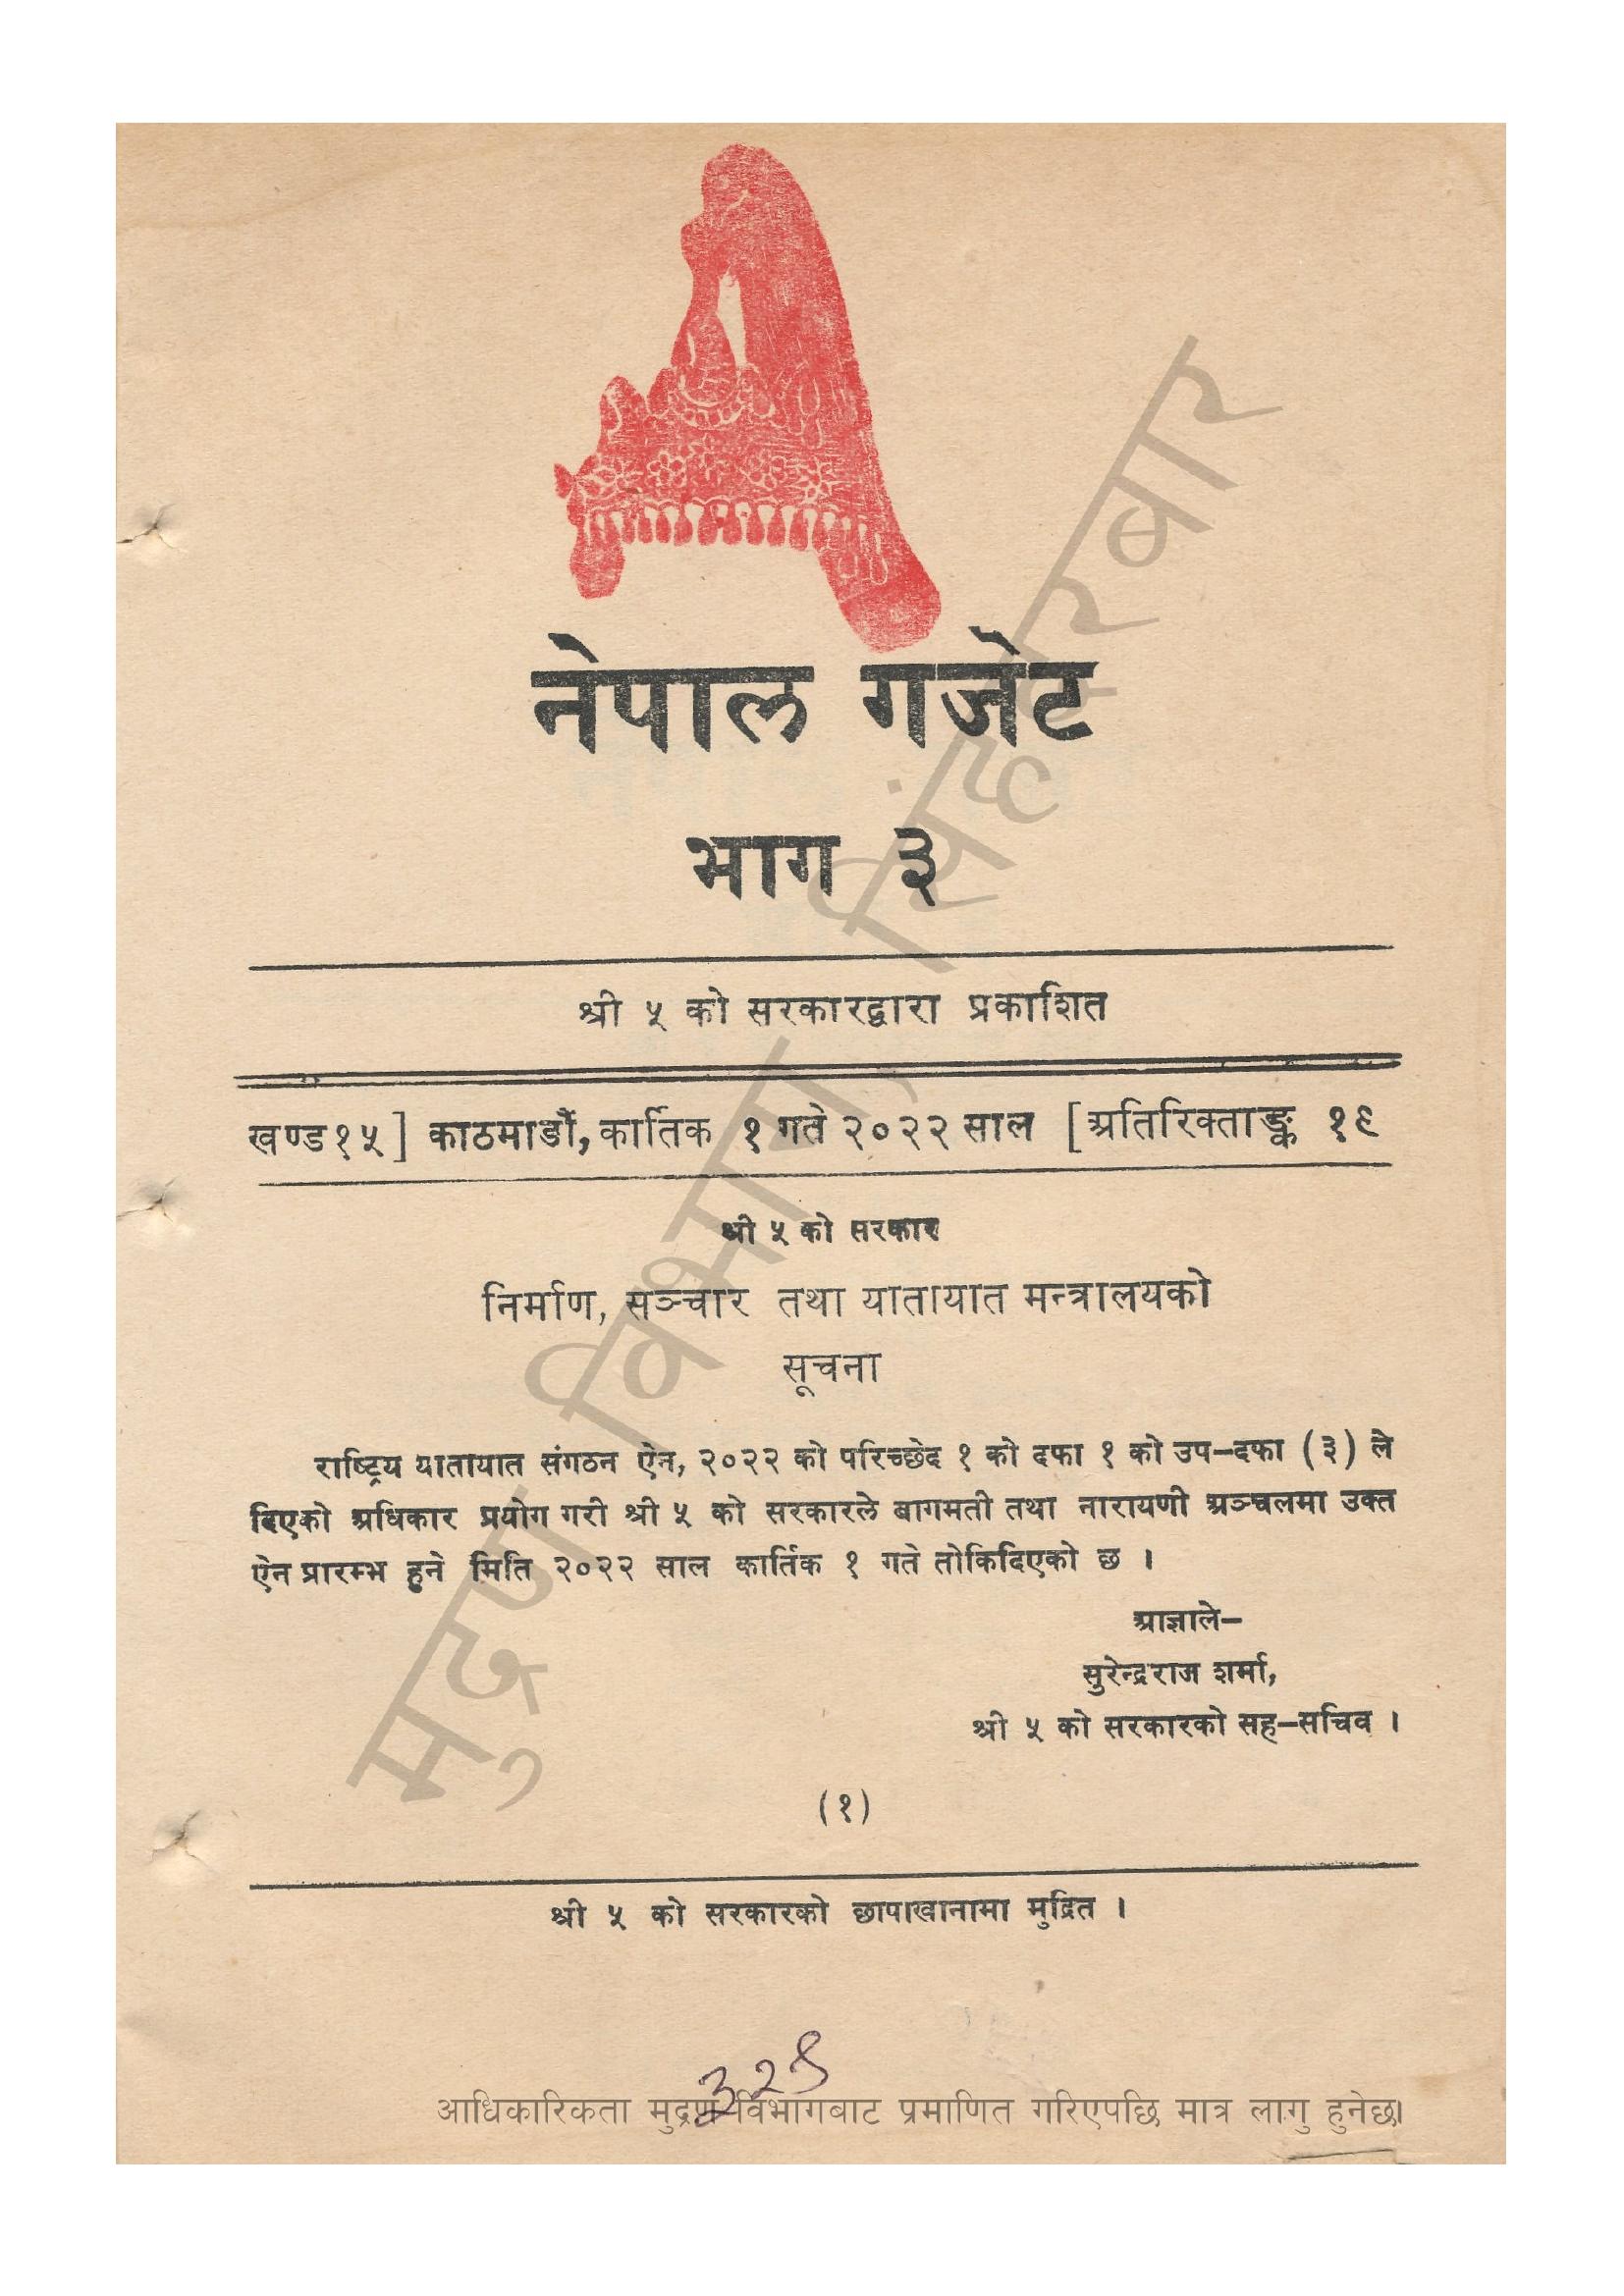 नेपाल गजेट
भाग ३
श्री ५ को सरकारद्वारा प्रकाशित
खण्ड १५] काठमाडौं, कार्तिक १ गते २०२२ साल [अतिरिक्ताङ्क १९
श्री ५ को सरकार
निर्माण, सञ्चार तथा यातायात मन्त्रालयको
सूचना
राष्ट्रिय यातायात संगठन ऐन, २०२२ को परिच्छेद १ को दफा १ को उप-दफा (३) ले
दिएको अधिकार प्रयोग गरी श्री ५ को सरकारले बागमती तथा नारायणी अञ्चलमा उक्त
ऐन प्रारम्भ हुने मिति २०२२ साल कार्तिक १ गते तोकिदिएको छ ।
आज्ञाले-
सुरेन्द्रराज शर्मा,
श्री ५ को सरकारको सह-सचिव ।
(१)
श्री ५ को सरकारको छापाखानामा मुद्रित ।
आधिकारिकता मुद्रण विभागबाट प्रमाणित गरिएपछि मात्र लागु हुनेछ।
मुद्रण विभाग, सिंहदरबार